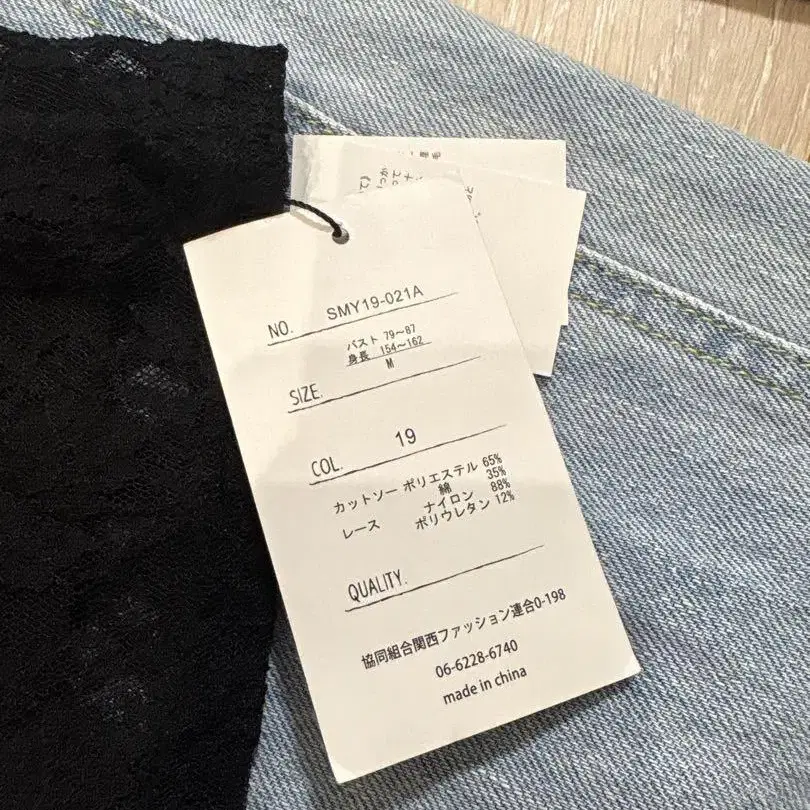 NO. SMY19-021A
バスト 79〜87
身長 154〜162
M
SIZE.
COL. 19
カットソー ポリエステル 65%
綿 35%
レース ナイロン 88%
ポリウレタン 12%
QUALITY.
協同組合関西ファッション連合0-198
06-6228-6740
made in china